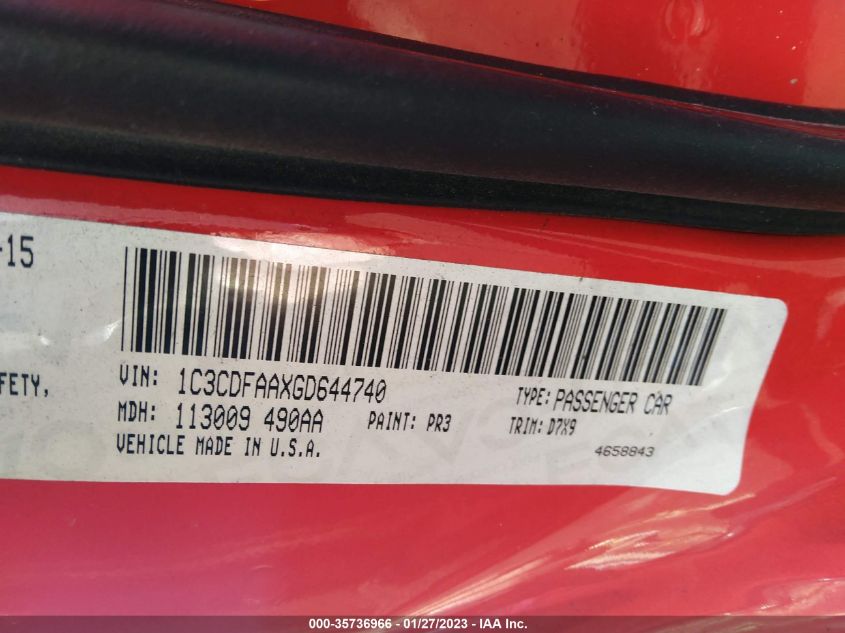 -15
FETY,
VIN: 1C3CDFAAXGD644740
TYPE: PASSENGER CAR
MDH: 113009 490AA
PAINT: PR3
TRIM: D7X9
VEHICLE MADE IN U.S.A.
4658843
000-35736966 - 01/27/2023 - IAA Inc.